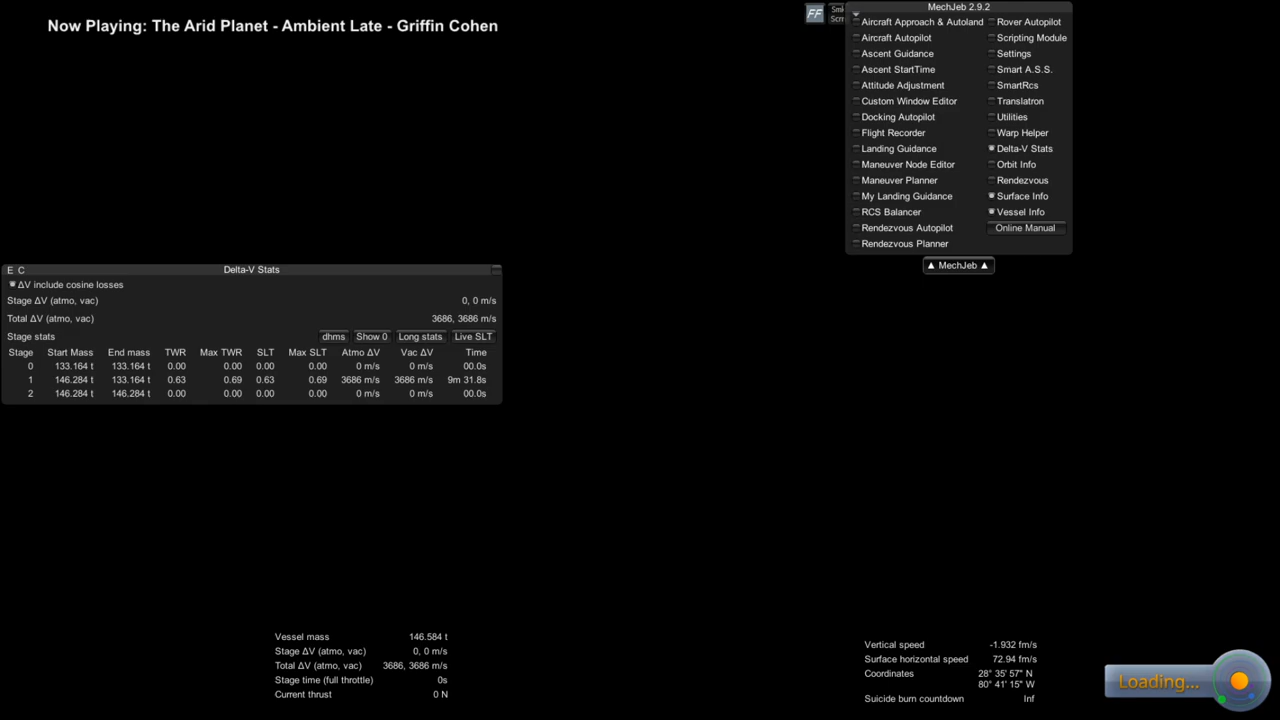 Now Playing: The Arid Planet - Ambient Late - Griffin Cohen
FF
MechJeb 2.9.2
Aircraft Approach & Autoland Rover Autopilot
Aircraft Autopilot Scripting Module
Ascent Guidance Settings
Ascent StartTime Smart A.S.S.
Attitude Adjustment SmartRcs
Custom Window Editor Translatron
Docking Autopilot Utilities
Flight Recorder Warp Helper
Landing Guidance Delta-V Stats
Maneuver Node Editor Orbit Info
Maneuver Planner Rendezvous
My Landing Guidance Surface Info
RCS Balancer Vessel Info
Rendezvous Autopilot Online Manual
Rendezvous Planner
▲ MechJeb ▲
E C Delta-V Stats
ΔV include cosine losses
Stage ΔV (atmo, vac) 0, 0 m/s
Total ΔV (atmo, vac) 3686, 3686 m/s
Stage stats dhms Show 0 Long stats Live SLT
Stage Start Mass End mass TWR Max TWR SLT Max SLT Atmo ΔV Vac ΔV Time
0 133.164 t 133.164 t 0.00 0.00 0.00 0.00 0 m/s 0 m/s 00.0s
1 146.284 t 133.164 t 0.63 0.69 0.63 0.69 3686 m/s 3686 m/s 9m 31.8s
2 146.284 t 146.284 t 0.00 0.00 0.00 0.00 0 m/s 0 m/s 00.0s
Vessel mass 146.584 t
Stage ΔV (atmo, vac) 0, 0 m/s
Total ΔV (atmo, vac) 3686, 3686 m/s
Stage time (full throttle) 0s
Current thrust 0 N
Vertical speed -1.932 fm/s
Surface horizontal speed 72.94 fm/s
Coordinates 28° 35' 57" N
80° 41' 15" W
Suicide burn countdown Inf
Loading...